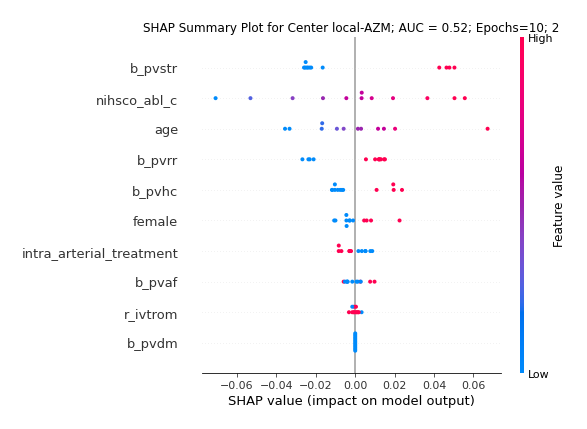 SHAP Summary Plot for Center local-AZM; AUC = 0.52; Epochs=10; 2
High
b_pvstr
nihsco_abl_c
age
b_pvrr
b_pvhc
female
intra_arterial_treatment
b_pvaf
r_ivtrom
b_pvdm
Feature value
Low
−0.06 −0.04 −0.02 0.00 0.02 0.04 0.06
SHAP value (impact on model output)